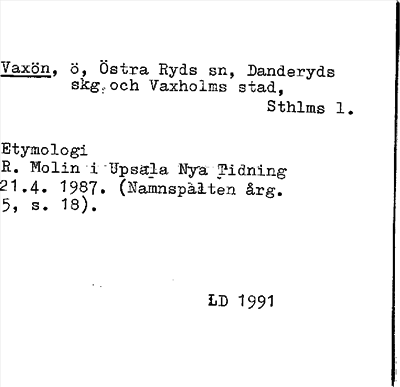 Vaxön, ö, Östra Ryds sn, Danderyds
skg. och Vaxholms stad,
Sthlms l.
Etymologi
R. Molin i Upsala Nya Tidning
21.4. 1987. (Namnspalten årg.
5, s. 18).
LD 1991